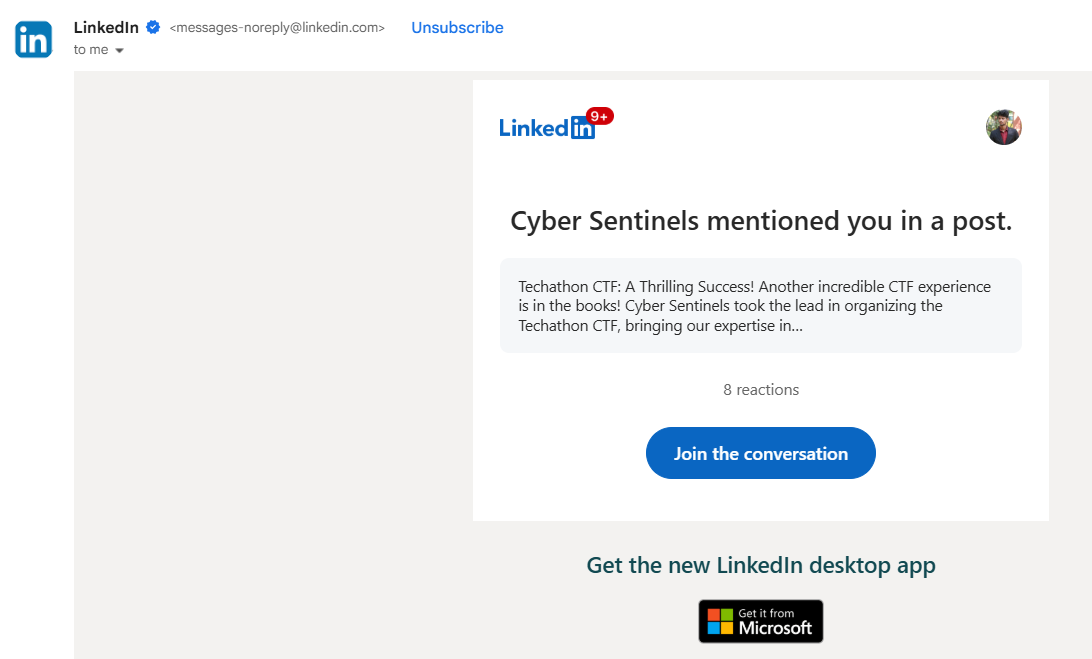 LinkedIn <messages-noreply@linkedin.com> Unsubscribe
to me
in
Linkedin 9+
Cyber Sentinels mentioned you in a post.
Techathon CTF: A Thrilling Success! Another incredible CTF experience
is in the books! Cyber Sentinels took the lead in organizing the
Techathon CTF, bringing our expertise in...
8 reactions
Join the conversation
Get the new LinkedIn desktop app
Get it from
Microsoft